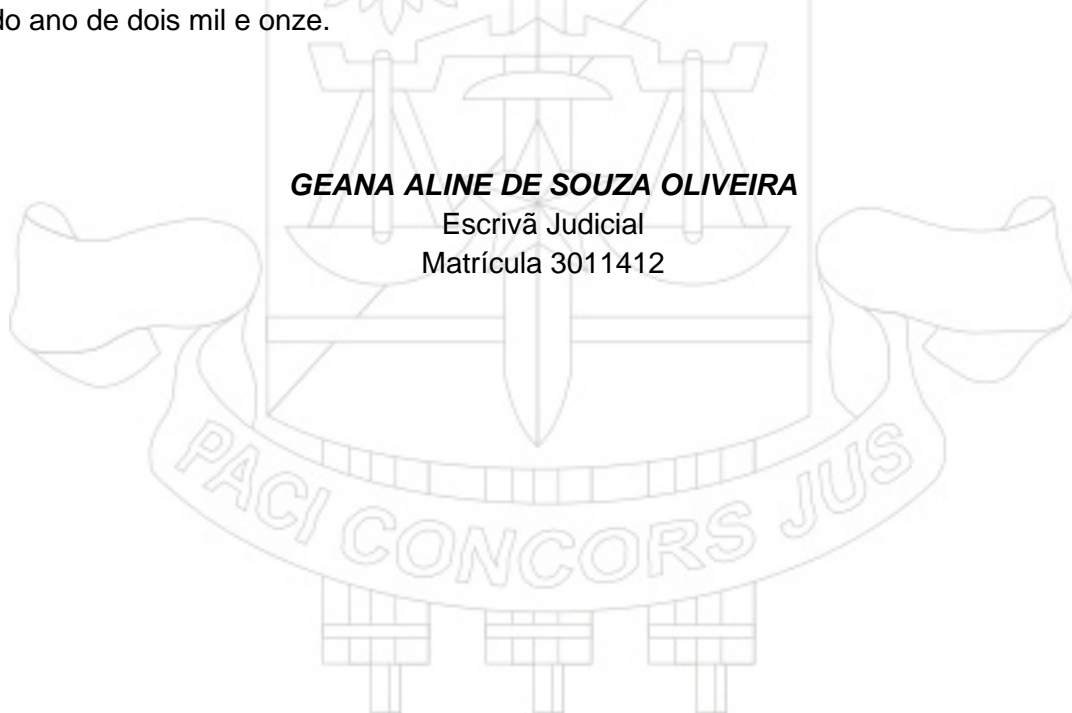 do ano de dois mil e onze.
GEANA ALINE DE SOUZA OLIVEIRA
Escrivã Judicial
Matrícula 3011412
PACI CONCORS JUS